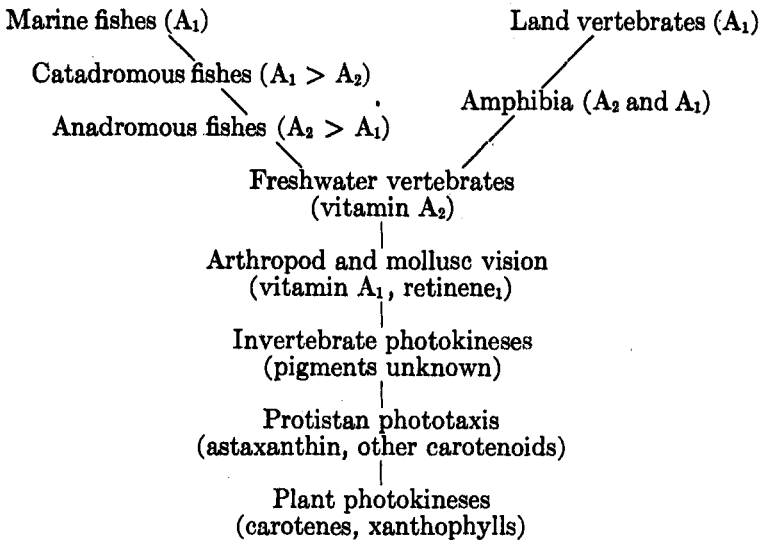 Marine fishes (A₁)
Land vertebrates (A₁)
Catadromous fishes (A₁ > A₂)
Amphibia (A₂ and A₁)
Anadromous fishes (A₂ > A₁)
Freshwater vertebrates
(vitamin A₂)
Arthropod and mollusc vision
(vitamin A₁, retinene₁)
Invertebrate photokineses
(pigments unknown)
Protistan phototaxis
(astaxanthin, other carotenoids)
Plant photokineses
(carotenes, xanthophylls)